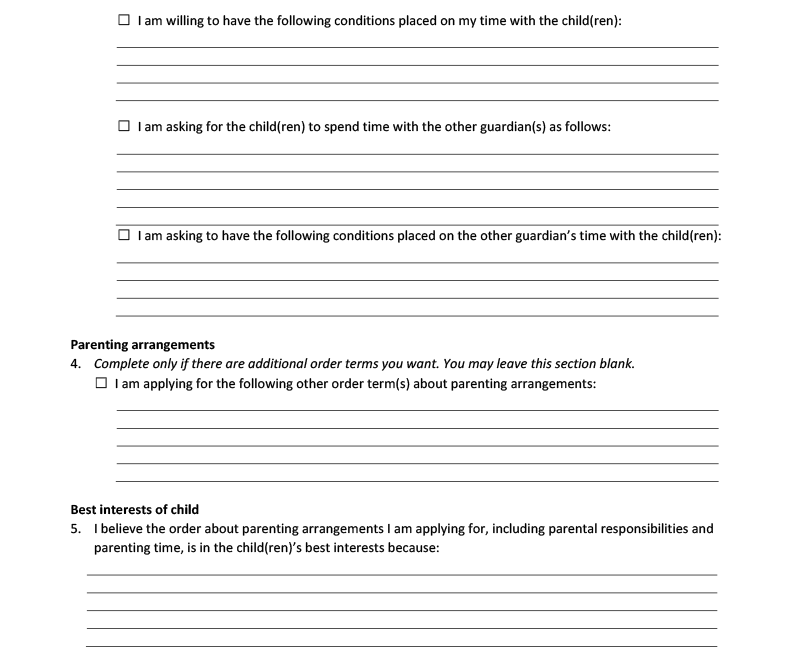 ☐ I am willing to have the following conditions placed on my time with the child(ren):
☐ I am asking for the child(ren) to spend time with the other guardian(s) as follows:
☐ I am asking to have the following conditions placed on the other guardian’s time with the child(ren):
Parenting arrangements
4. Complete only if there are additional order terms you want. You may leave this section blank.
☐ I am applying for the following other order term(s) about parenting arrangements:
Best interests of child
5. I believe the order about parenting arrangements I am applying for, including parental responsibilities and
parenting time, is in the child(ren)’s best interests because: